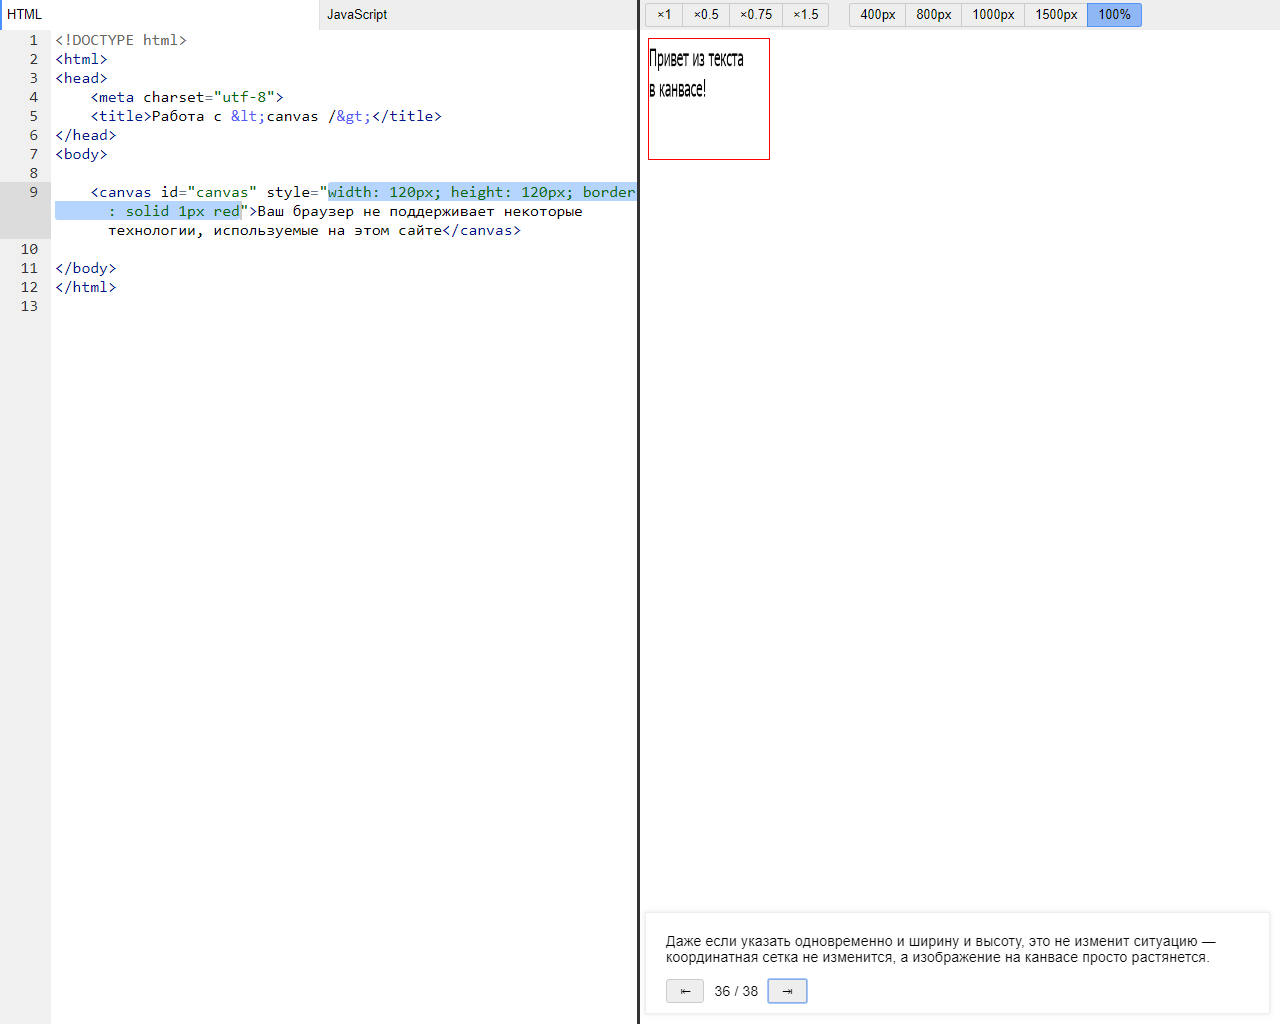 HTML
JavaScript
×1 ×0.5 ×0.75 ×1.5 400px 800px 1000px 1500px 100%
1 <!DOCTYPE html>
2 <html>
3 <head>
4 <meta charset="utf-8">
5 <title>Работа с &lt;canvas /&gt;</title>
6 </head>
7 <body>
8
9 <canvas id="canvas" style="width: 120px; height: 120px; border
: solid 1px red">Ваш браузер не поддерживает некоторые
технологии, используемые на этом сайте</canvas>
10
11 </body>
12 </html>
13
Привет из текста
в канвасе!
Даже если указать одновременно и ширину и высоту, это не изменит ситуацию —
координатная сетка не изменится, а изображение на канвасе просто растянется.
⇤ 36 / 38 ⇥